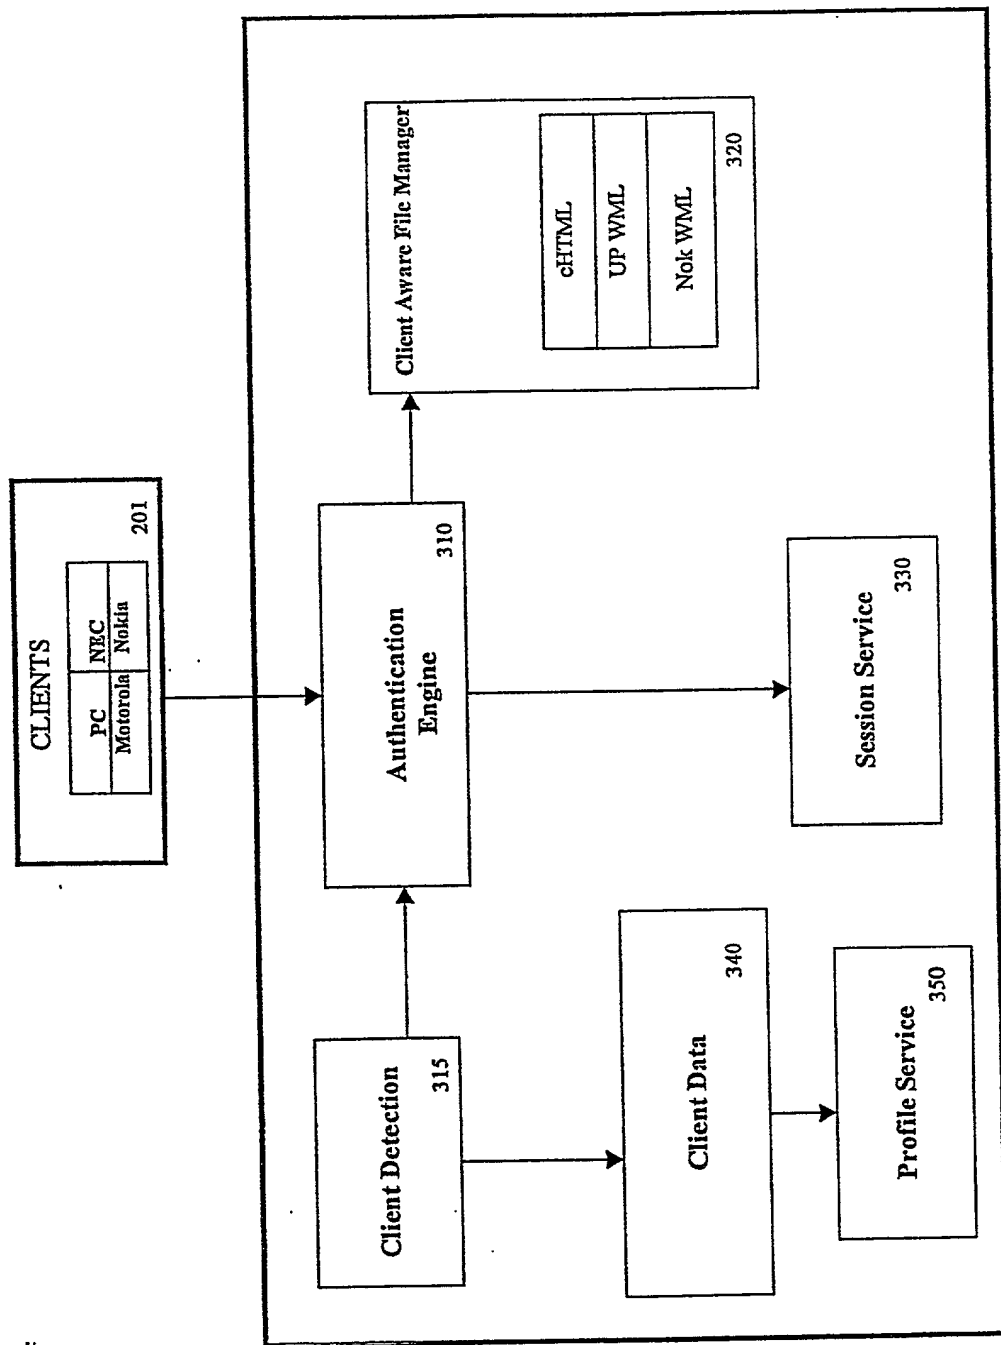 CLIENTS
PC NEC
Motorola Nokia
201
Client Detection
315
Authentication
Engine
310
Client Aware File Manager
cHTML
UP WML
Nok WML
320
Client Data
340
Session Service
330
Profile Service
350